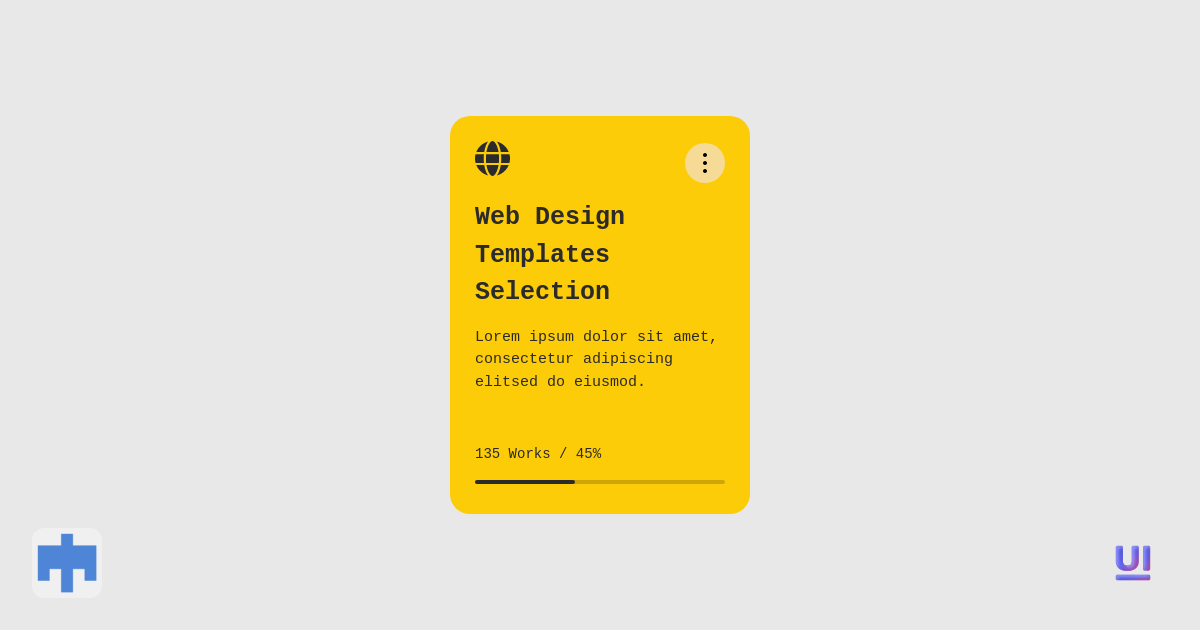 Web Design
Templates
Selection
Lorem ipsum dolor sit amet,
consectetur adipiscing
elitsed do eiusmod.
135 Works / 45%
UI